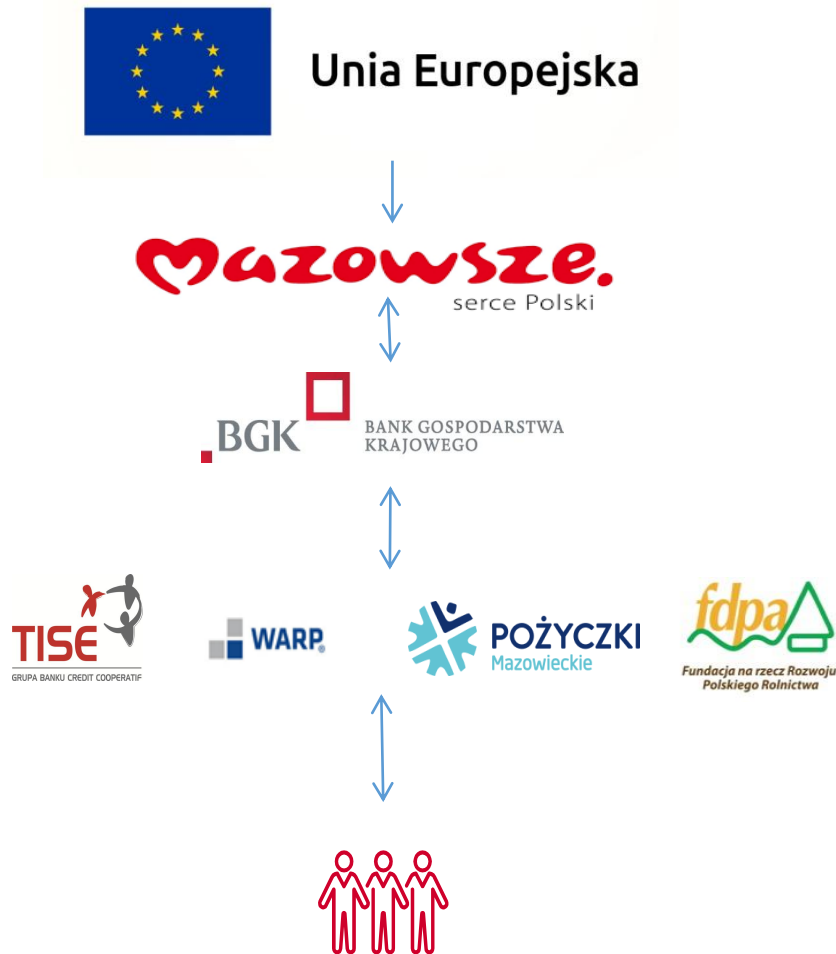 Unia Europejska
mazowsze.
serce Polski
BGK
BANK GOSPODARSTWA
KRAJOWEGO
TISE
GRUPA BANKU CREDIT COOPERATIF
WARP
POŻYCZKI
Mazowieckie
fdpa
Fundacja na rzecz Rozwoju
Polskiego Rolnictwa